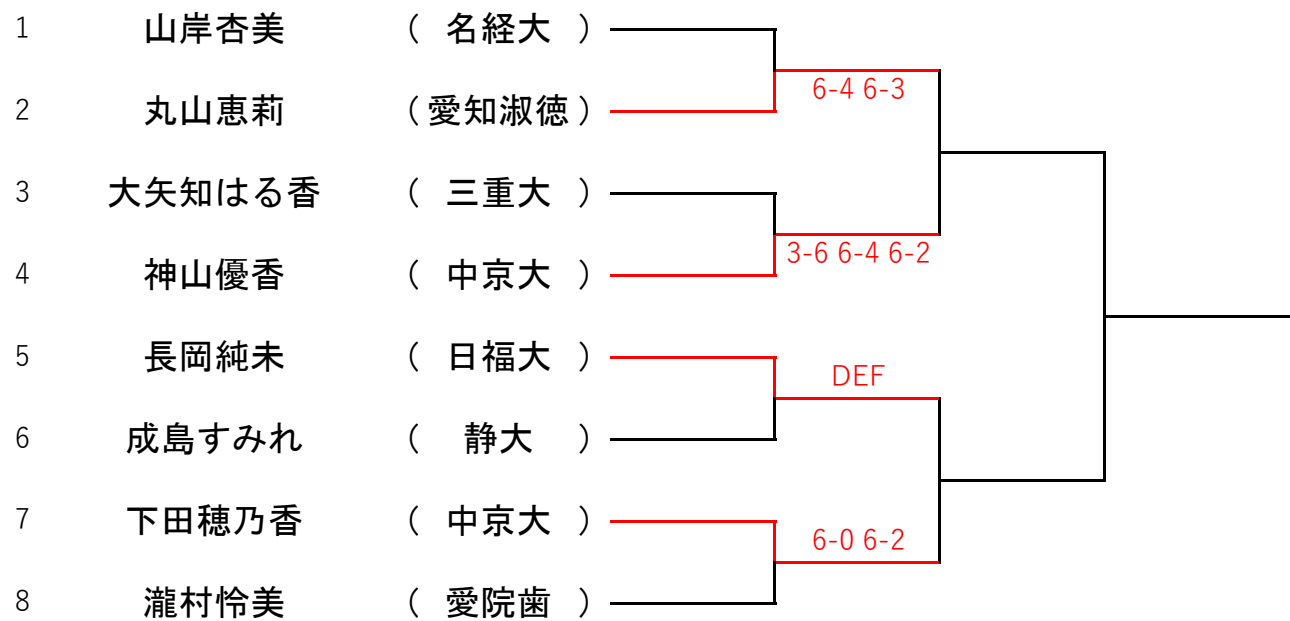 1 山岸杏美 ( 名経大 )
6-4 6-3
2 丸山恵莉 ( 愛知淑徳 )
3 大矢知はる香 ( 三重大 )
3-6 6-4 6-2
4 神山優香 ( 中京大 )
5 長岡純未 ( 日福大 )
DEF
6 成島すみれ ( 静大 )
7 下田穂乃香 ( 中京大 )
6-0 6-2
8 瀧村怜美 ( 愛院歯 )